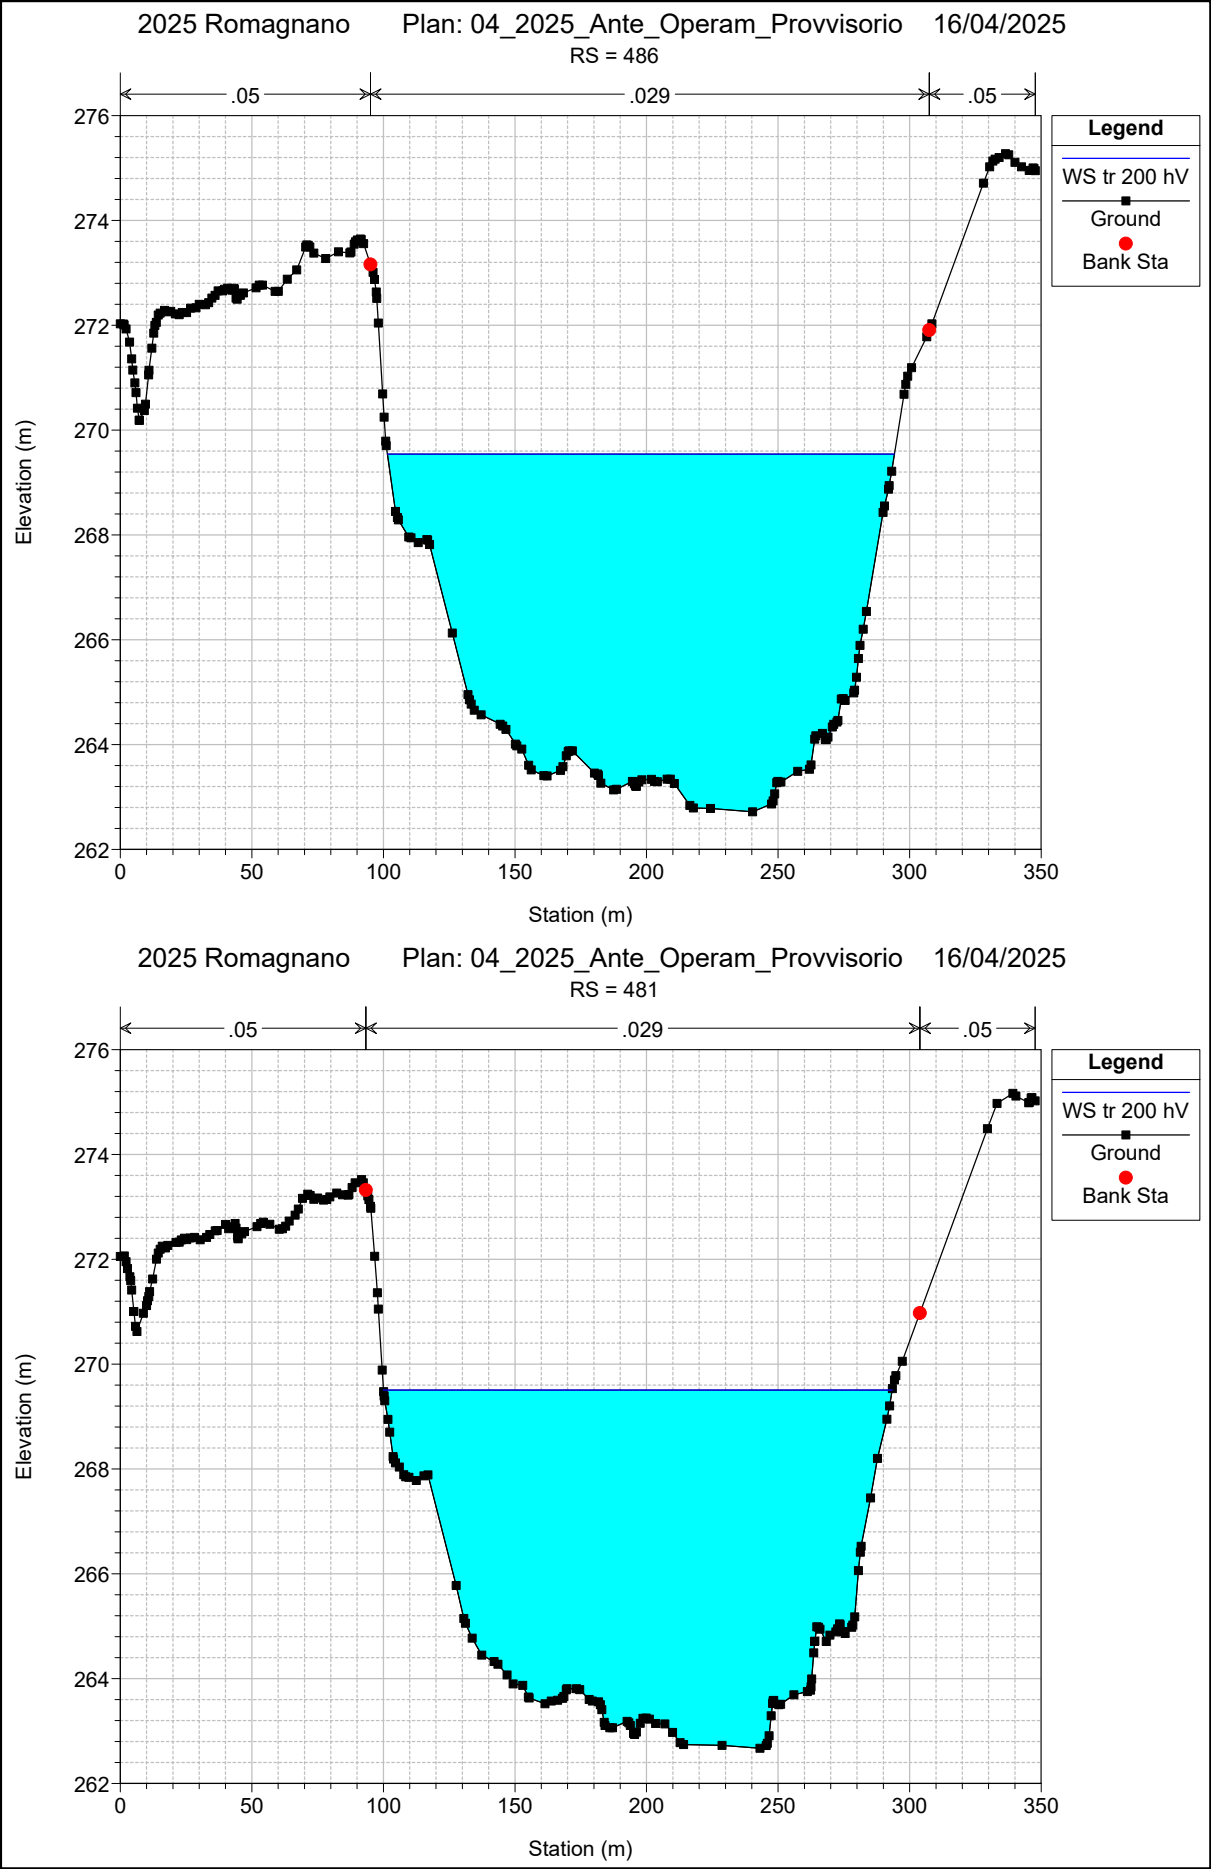 2025 Romagnano Plan: 04_2025_Ante_Operam_Provvisorio 16/04/2025
RS = 486
.05 .029 .05
276
274
272
270
268
266
264
262
Elevation (m)
0 50 100 150 200 250 300 350
Station (m)
Legend
WS tr 200 hV
Ground
Bank Sta
2025 Romagnano Plan: 04_2025_Ante_Operam_Provvisorio 16/04/2025
RS = 481
.05 .029 .05
276
274
272
270
268
266
264
262
Elevation (m)
0 50 100 150 200 250 300 350
Station (m)
Legend
WS tr 200 hV
Ground
Bank Sta